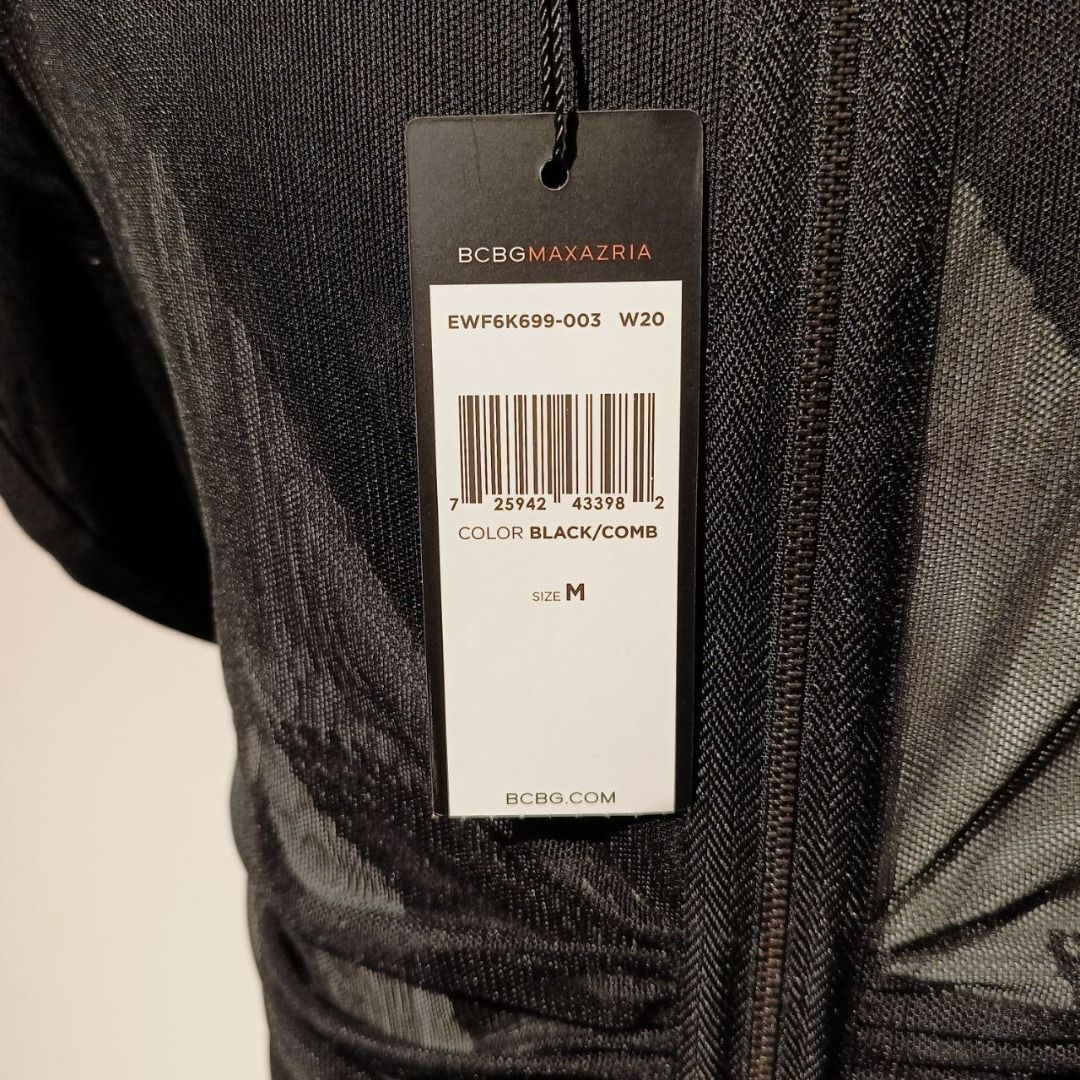 BCBGMAXAZRIA
EWF6K699-003 W20
7 25942 43398 2
COLOR BLACK/COMB
SIZE M
BCBG.COM